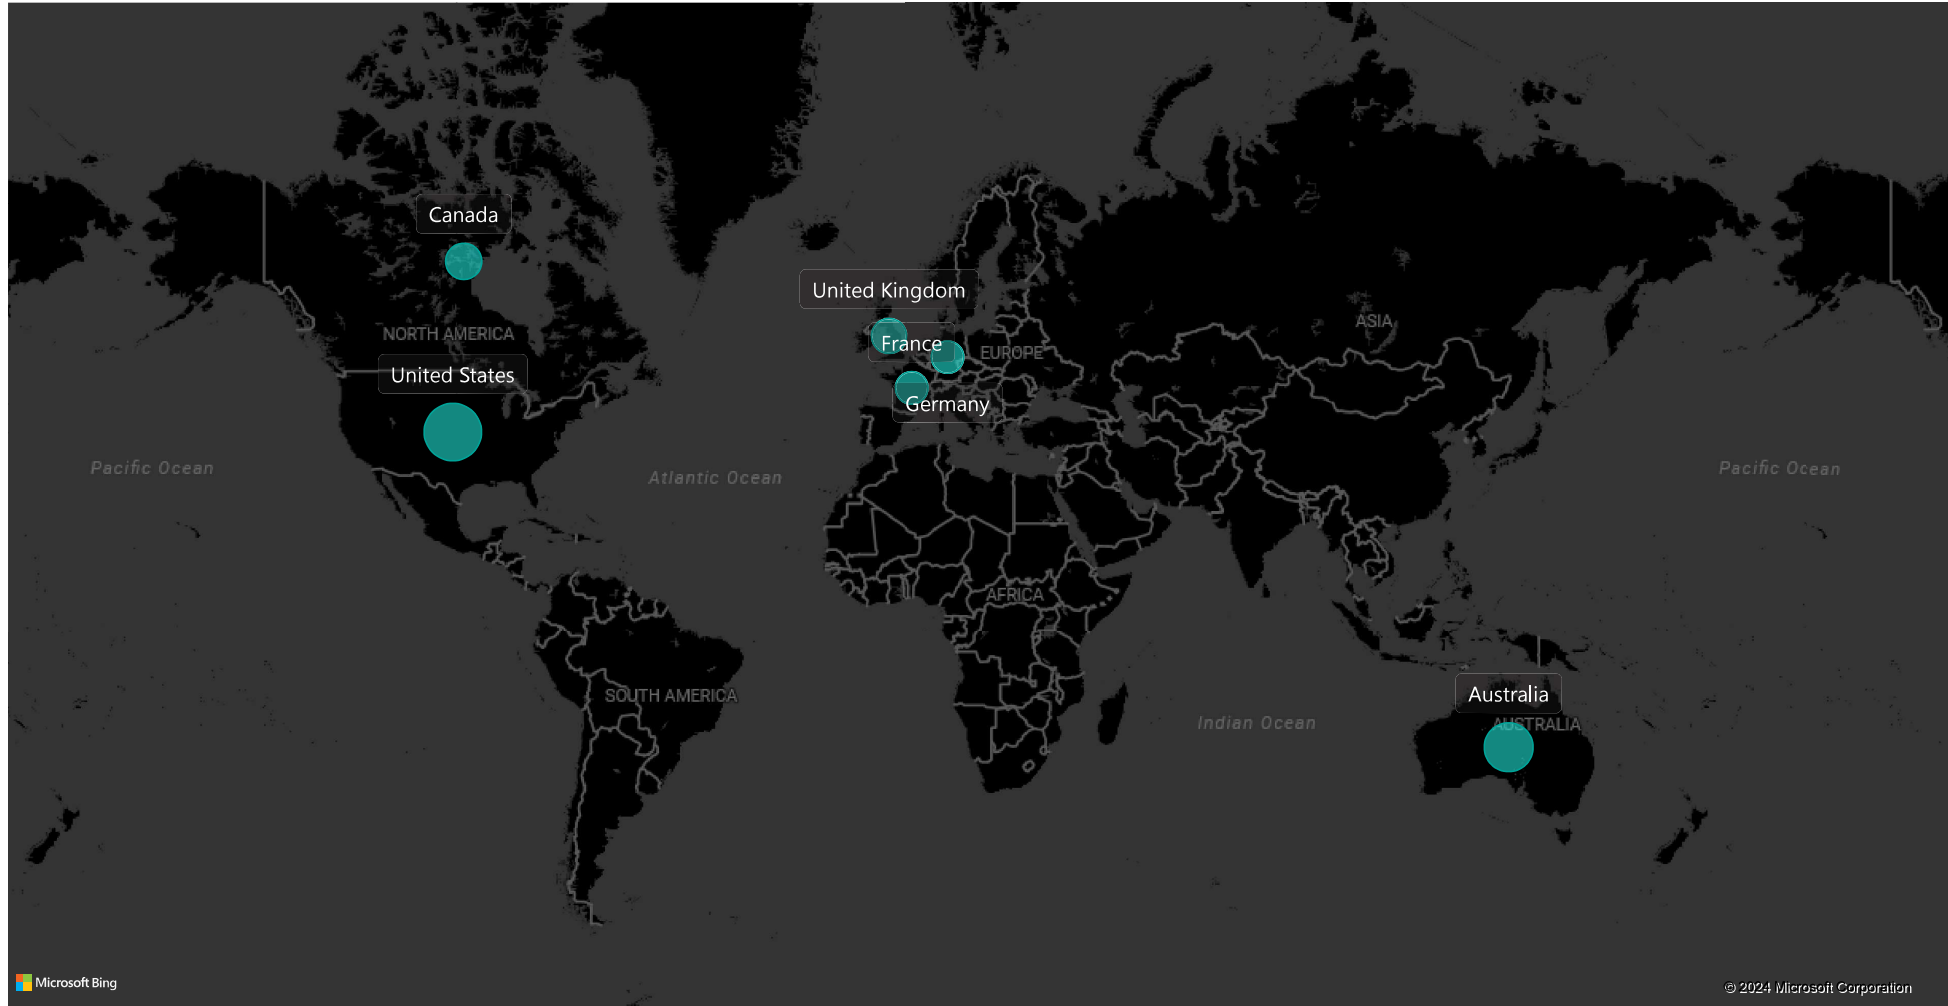 Canada
United Kingdom
NORTH AMERICA
ASIA
France
EUROPE
United States
Germany
Pacific Ocean
Atlantic Ocean
Pacific Ocean
AFRICA
SOUTH AMERICA
Australia
Indian Ocean
AUSTRALIA
Microsoft Bing
© 2024 Microsoft Corporation